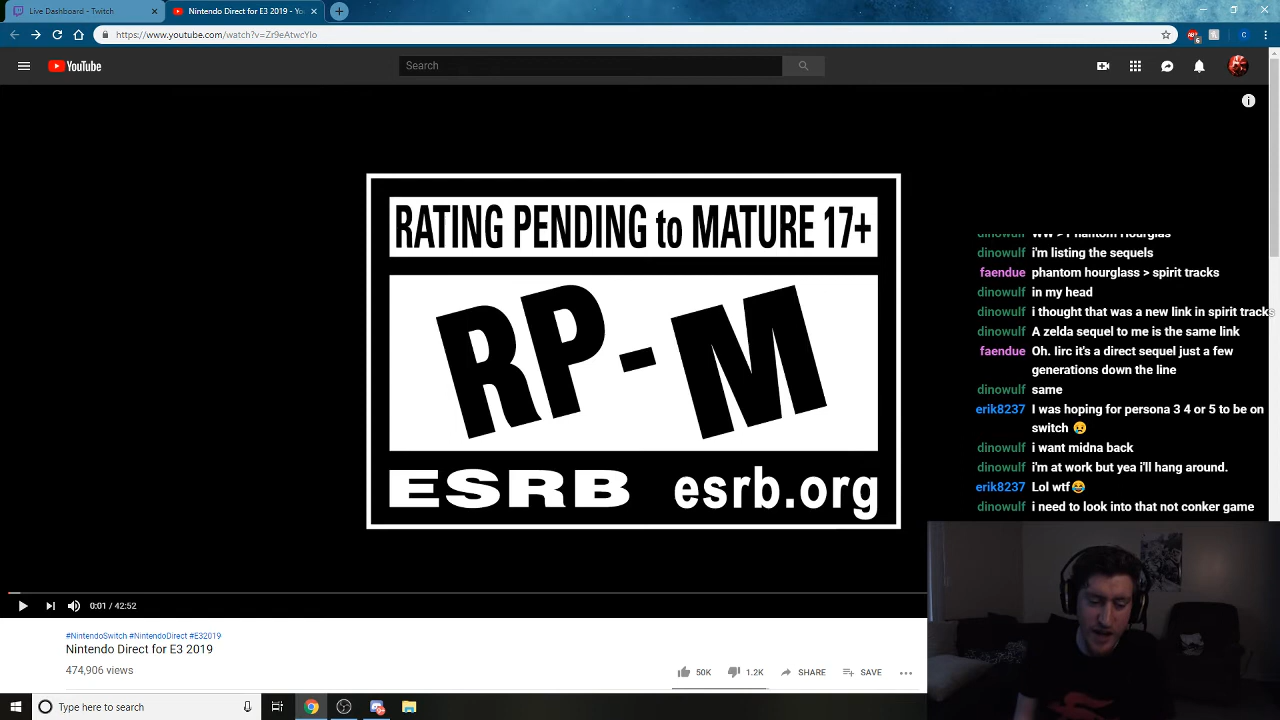 Live Dashboard - Twitch
Nintendo Direct for E3 2019 - Yo
https://www.youtube.com/watch?v=Zr9eAtwcYlo
6
C
YouTube
Search
RATING PENDING to MATURE 17+
RP-M
ESRB esrb.org
WW > Phantom Hourglas
dinowulf i'm listing the sequels
faendue phantom hourglass > spirit tracks
dinowulf in my head
dinowulf i thought that was a new link in spirit tracks
dinowulf A zelda sequel to me is the same link
faendue Oh. Iirc it's a direct sequel just a few
generations down the line
dinowulf same
erik8237 I was hoping for persona 3 4 or 5 to be on
switch 😢
dinowulf i want midna back
dinowulf i'm at work but yea i'll hang around.
erik8237 Lol wtf😂
dinowulf i need to look into that not conker game
0:01 / 42:52
#NintendoSwitch #NintendoDirect #E32019
Nintendo Direct for E3 2019
474,906 views
50K 1.2K SHARE SAVE
Type here to search